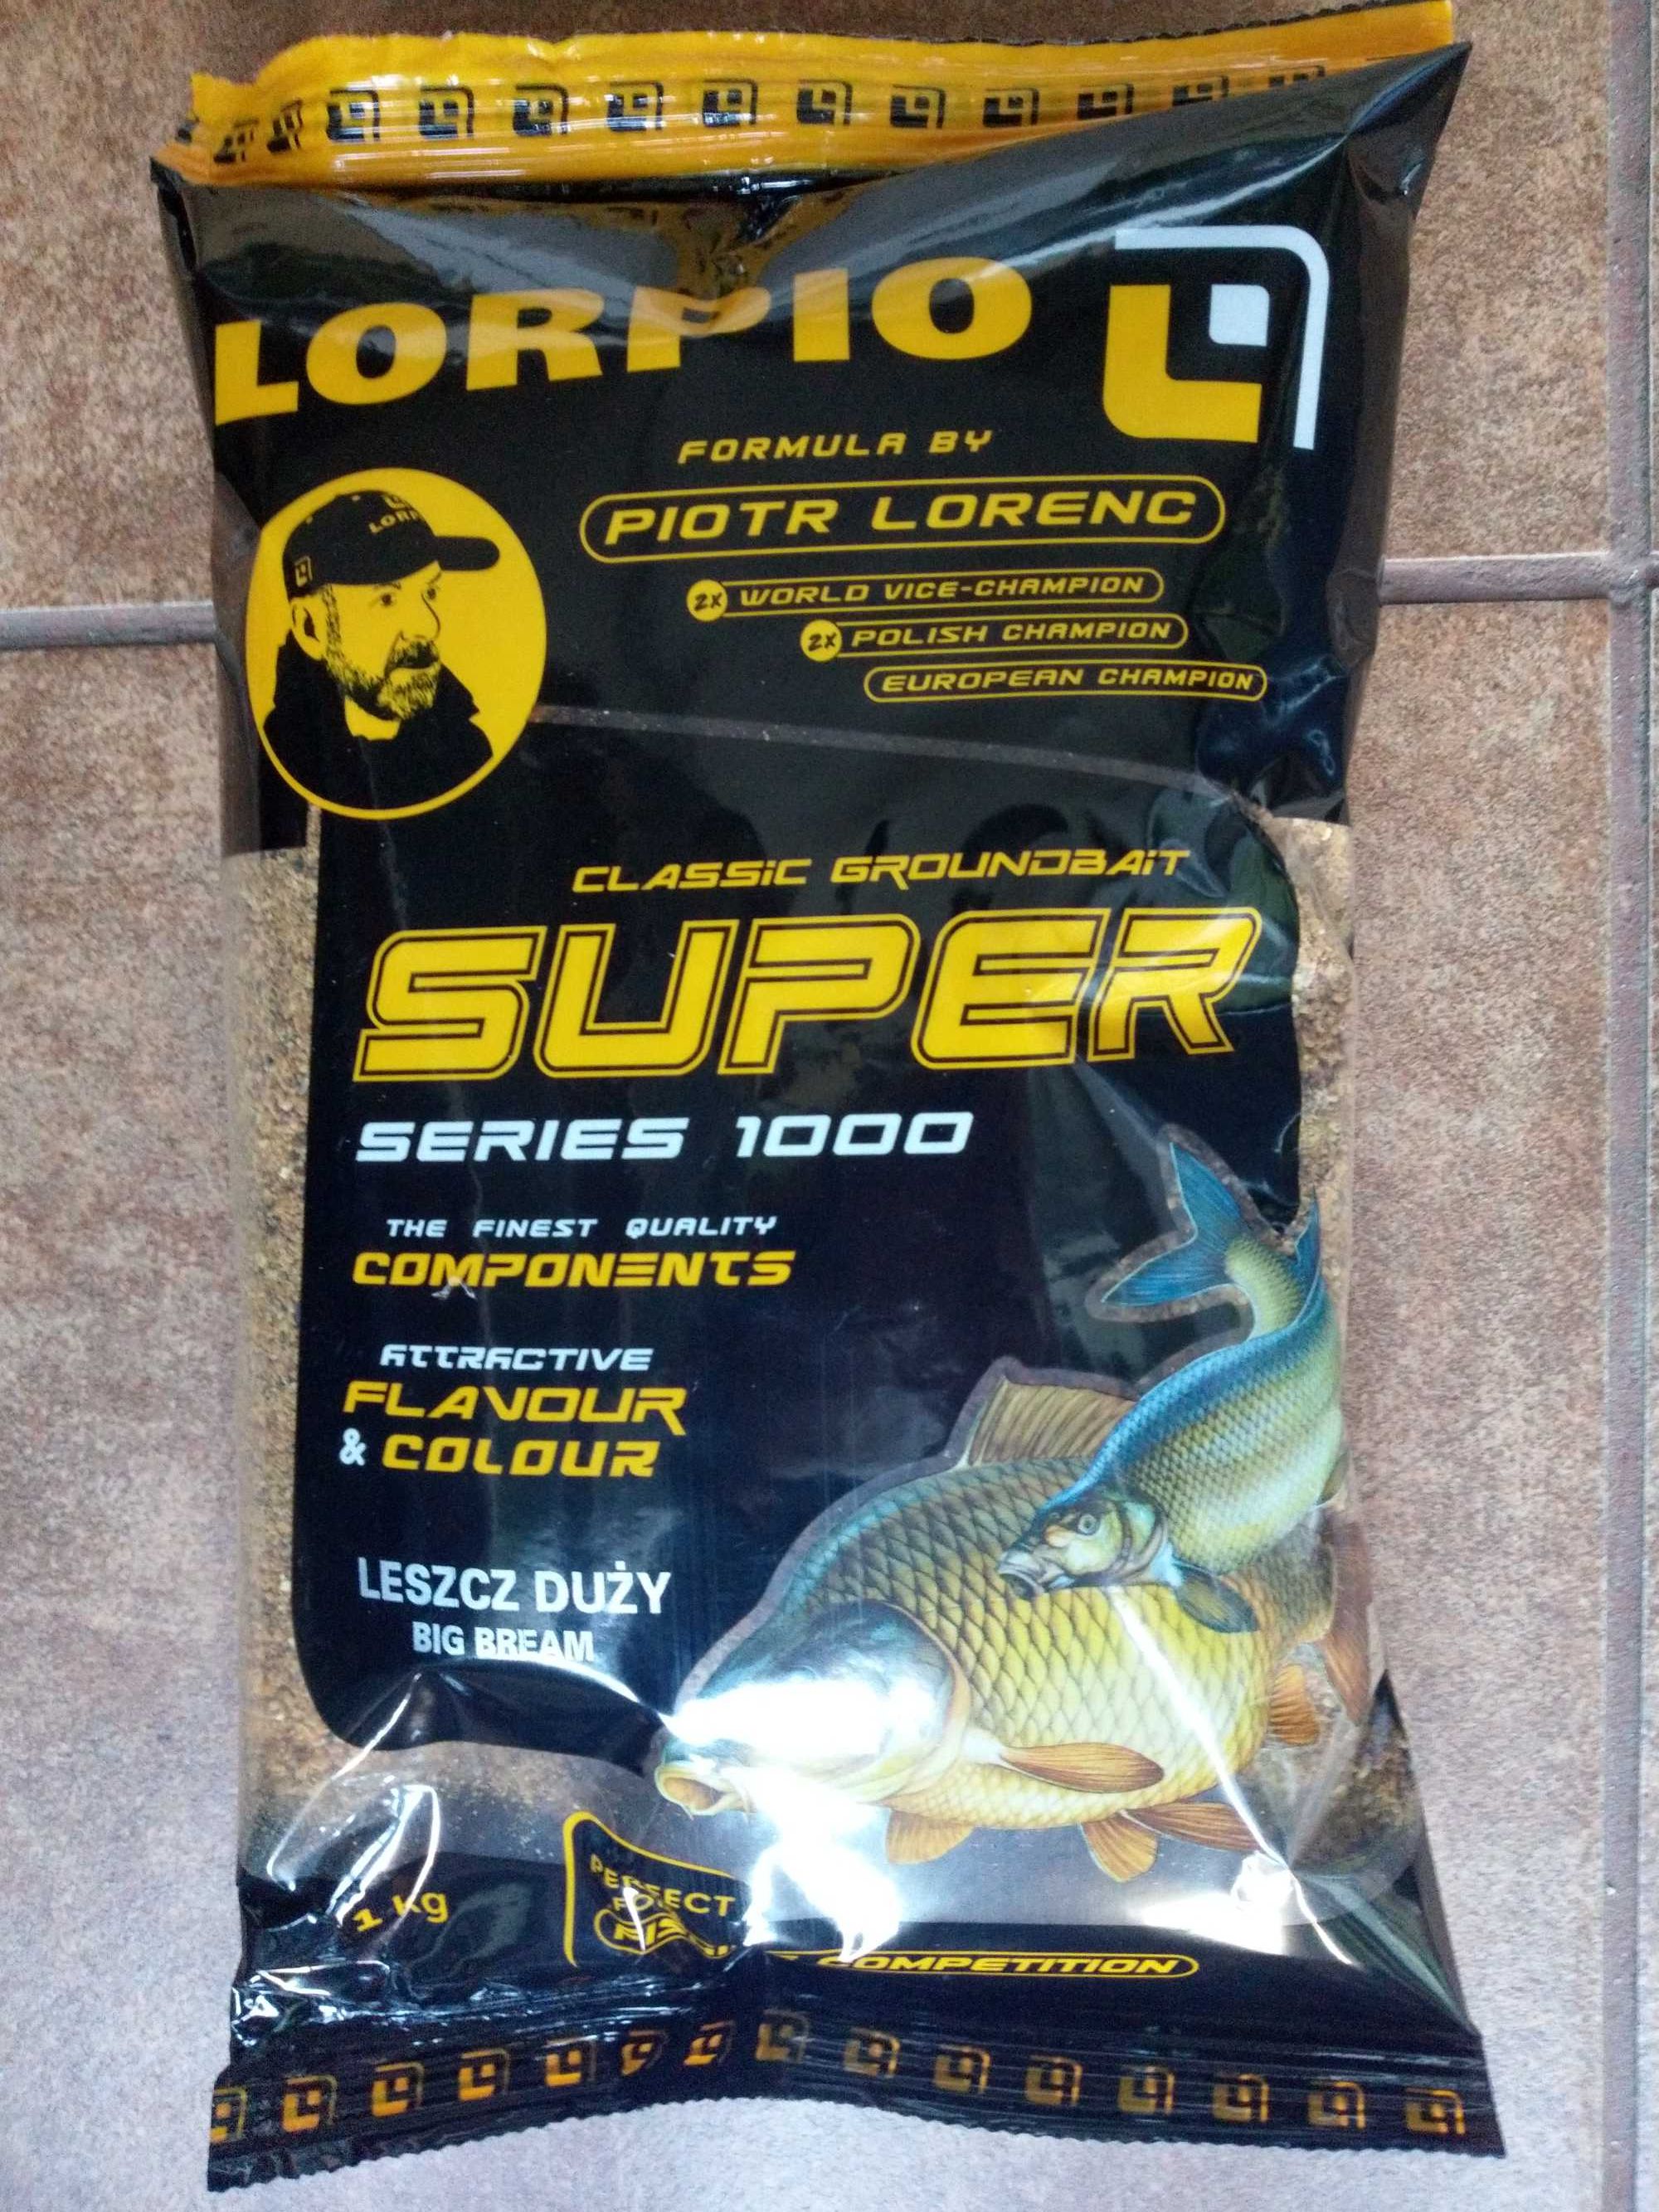 LORPIO
FORMULA BY
PIOTR LORENC
2X WORLD VICE-CHAMPION
2X POLISH CHAMPION
EUROPEAN CHAMPION
CLASSIC GROUNDBAIT
SUPER
SERIES 1000
THE FINEST QUALITY
COMPONENTS
ATTRACTIVE
FLAVOUR
& COLOUR
LESZCZ DUŻY
BIG BREAM
1 kg
PERFECT
COMPETITION